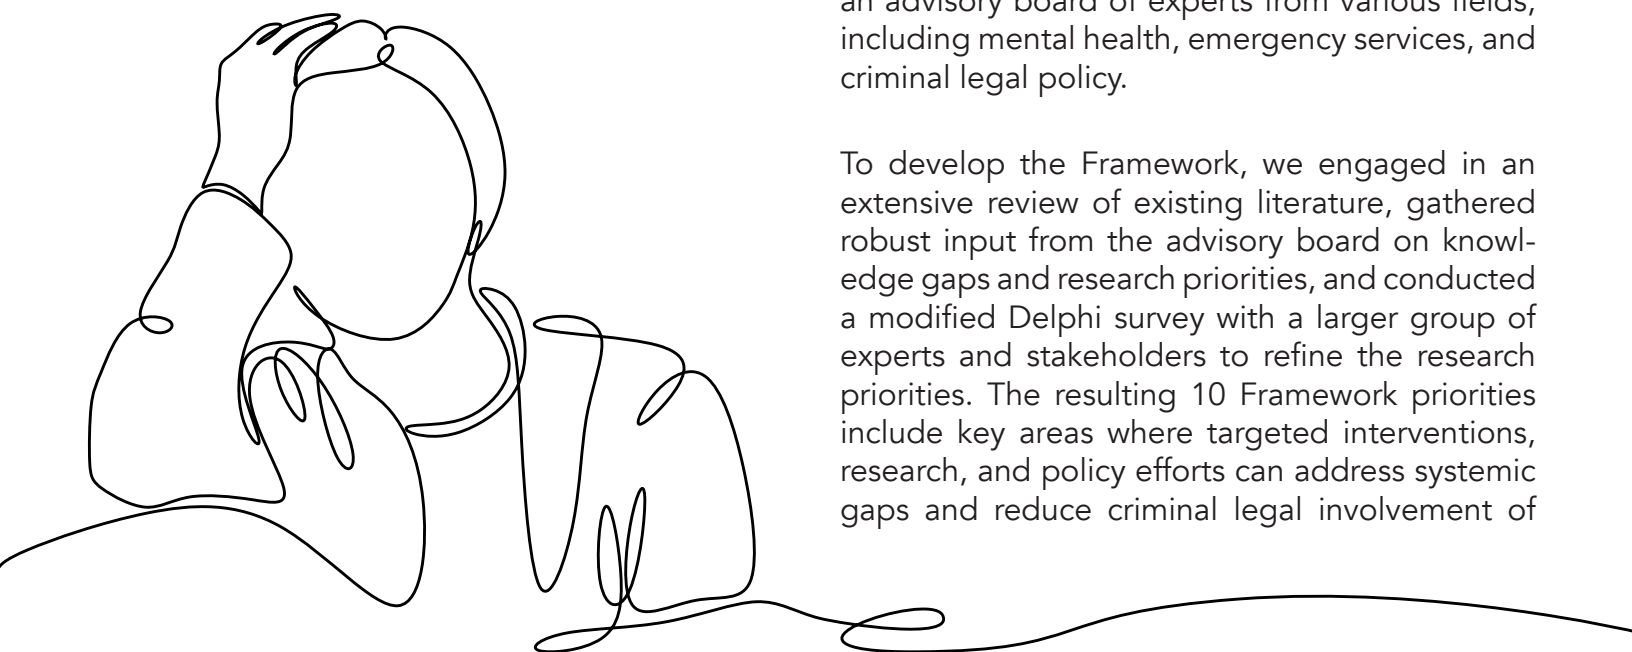 an advisory board of experts from various fields,
including mental health, emergency services, and
criminal legal policy.
To develop the Framework, we engaged in an
extensive review of existing literature, gathered
robust input from the advisory board on knowl-
edge gaps and research priorities, and conducted
a modified Delphi survey with a larger group of
experts and stakeholders to refine the research
priorities. The resulting 10 Framework priorities
include key areas where targeted interventions,
research, and policy efforts can address systemic
gaps and reduce criminal legal involvement of